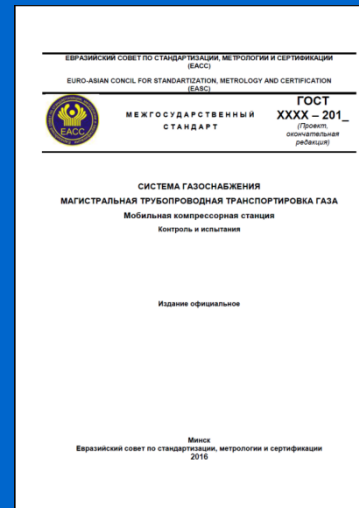 ЕВРАЗИЙСКИЙ СОВЕТ ПО СТАНДАРТИЗАЦИИ, МЕТРОЛОГИИ И СЕРТИФИКАЦИИ
(ЕАСС)
EURO-ASIAN CONCIL FOR STANDARTIZATION, METROLOGY AND CERTIFICATION
(EASC)
ЕАСС
МЕЖГОСУДАРСТВЕННЫЙ
СТАНДАРТ
ГОСТ
ХХХХ – 201_
(Проект,
окончательная
редакция)
СИСТЕМА ГАЗОСНАБЖЕНИЯ
МАГИСТРАЛЬНАЯ ТРУБОПРОВОДНАЯ ТРАНСПОРТИРОВКА ГАЗА
Мобильная компрессорная станция
Контроль и испытания
Издание официальное
Минск
Евразийский совет по стандартизации, метрологии и сертификации
2016